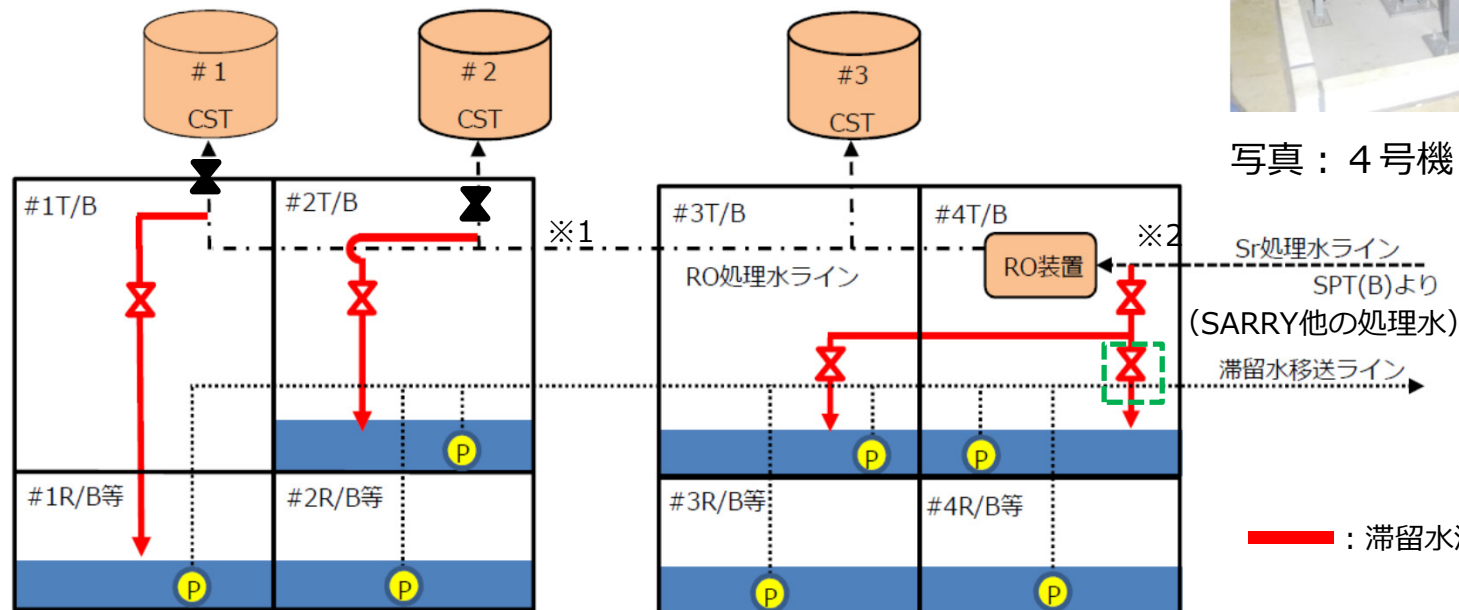 # 1
CST
# 2
CST
#3
CST
写真：４号機
#1T/B
#2T/B
※1
#3T/B
#4T/B
※2
RO処理水ライン
RO装置
Sr処理水ライン
SPT(B)より
（SARRY他の処理水）
滞留水移送ライン
P
P
P
#1R/B等
#2R/B等
#3R/B等
#4R/B等
：滞留水
P
P
P
P